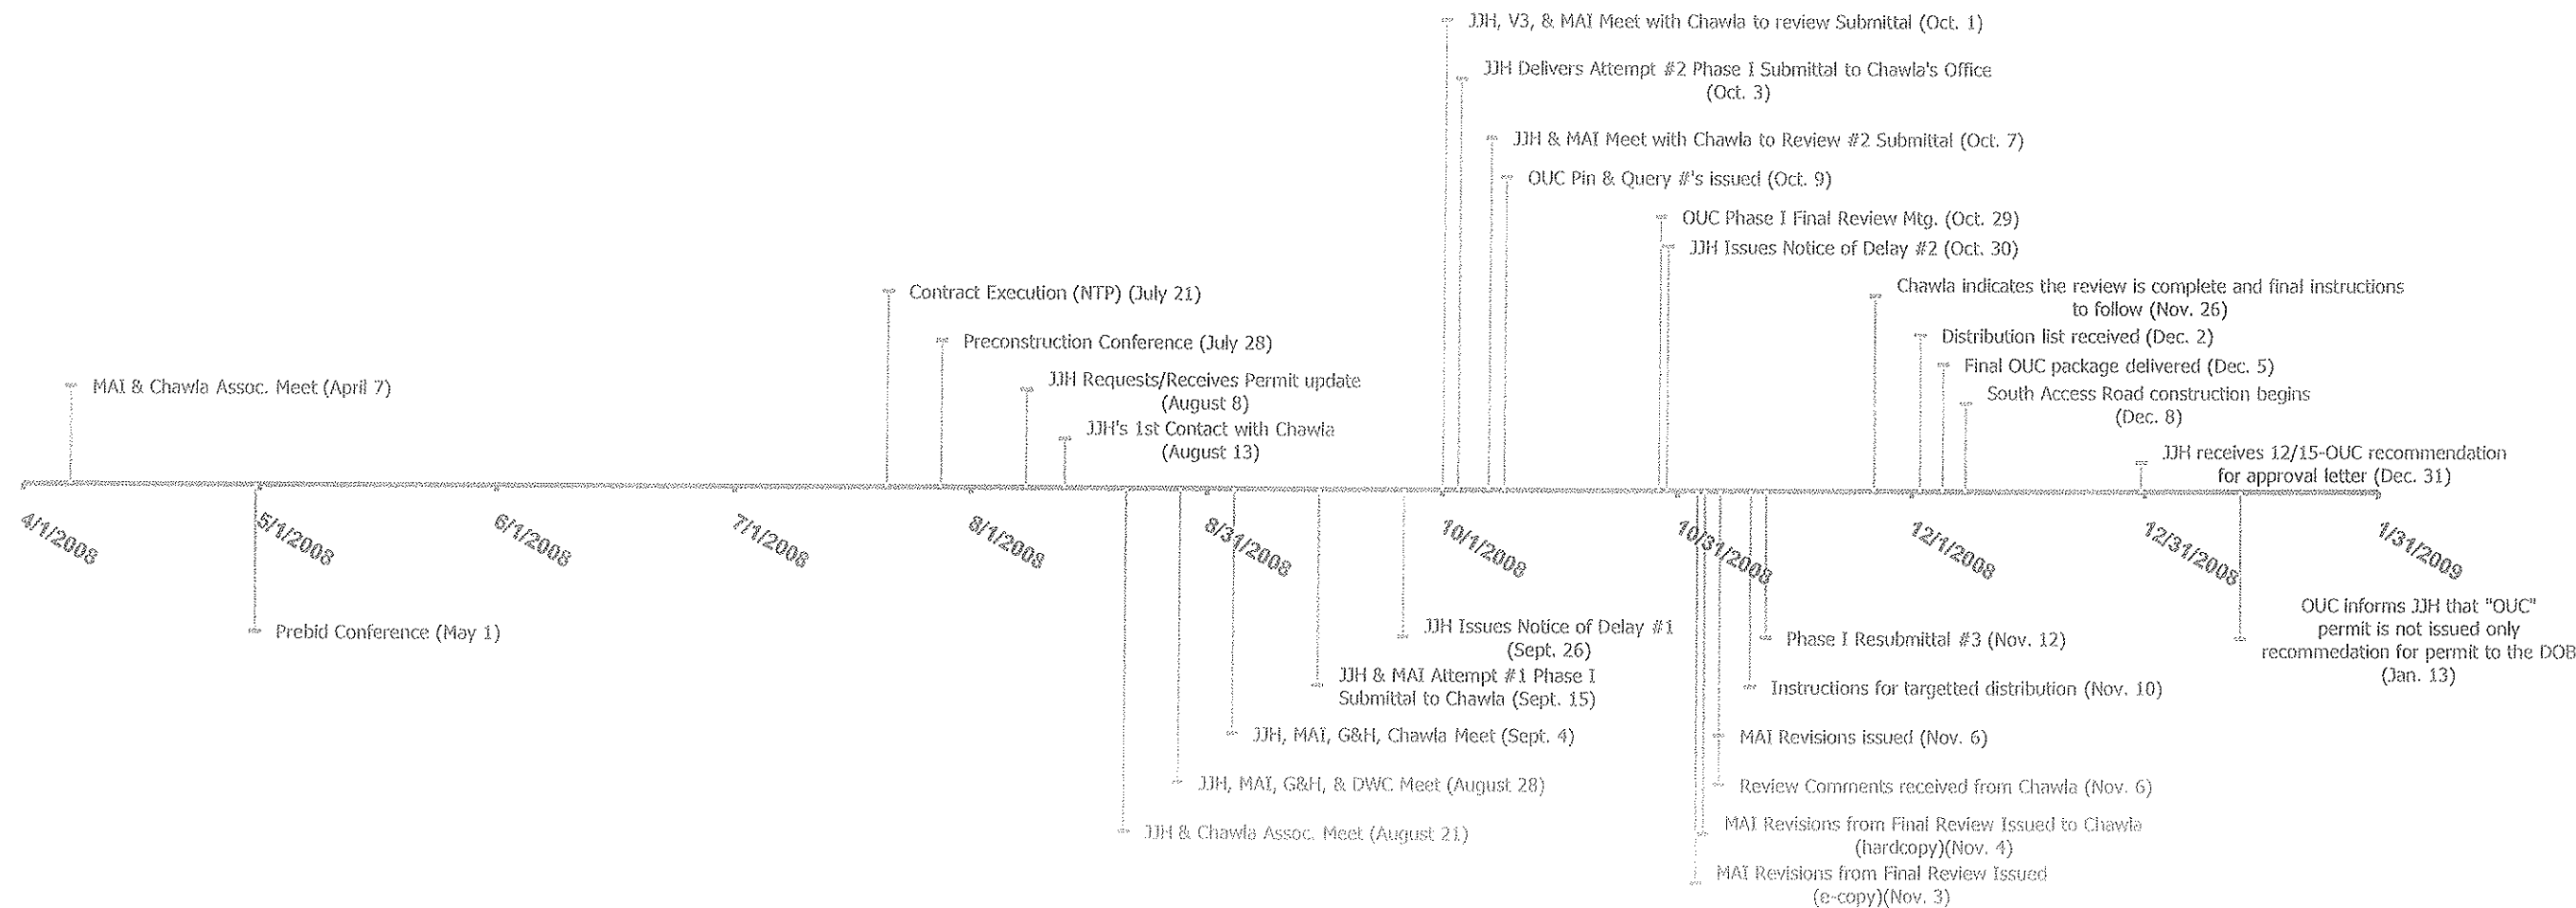 JJH, V3, & MAI Meet with Chawla to review Submittal (Oct. 1)
JJH Delivers Attempt #2 Phase I Submittal to Chawla's Office
(Oct. 3)
JJH & MAI Meet with Chawla to Review #2 Submittal (Oct. 7)
OUC Pin & Query #'s issued (Oct. 9)
OUC Phase I Final Review Mtg. (Oct. 29)
JJH Issues Notice of Delay #2 (Oct. 30)
Contract Execution (NTP) (July 21)
Chawla indicates the review is complete and final instructions
to follow (Nov. 26)
Preconstruction Conference (July 28)
Distribution list received (Dec. 2)
Final OUC package delivered (Dec. 5)
MAI & Chawla Assoc. Meet (April 7)
JJH Requests/Receives Permit update
(August 8)
South Access Road construction begins
(Dec. 8)
JJH's 1st Contact with Chawla
(August 13)
JJH receives 12/15-OUC recommendation
for approval letter (Dec. 31)
4/1/2008
5/1/2008
6/1/2008
7/1/2008
8/1/2008
8/31/2008
10/1/2008
10/31/2008
12/1/2008
12/31/2008
1/31/2009
Prebid Conference (May 1)
JJH Issues Notice of Delay #1
(Sept. 26)
JJH & MAI Attempt #1 Phase I
Submittal to Chawla (Sept. 15)
JJH, MAI, G&H, Chawla Meet (Sept. 4)
JJH, MAI, G&H, & DWC Meet (August 28)
JJH & Chawla Assoc. Meet (August 21)
OUC informs JJH that "OUC"
permit is not issued only
recommedation for permit to the DOB
(Jan. 13)
Phase I Resubmittal #3 (Nov. 12)
Instructions for targetted distribution (Nov. 10)
MAI Revisions issued (Nov. 6)
Review Comments received from Chawla (Nov. 6)
MAI Revisions from Final Review Issued to Chawla
(hardcopy)(Nov. 4)
MAI Revisions from Final Review Issued
(e-copy)(Nov. 3)